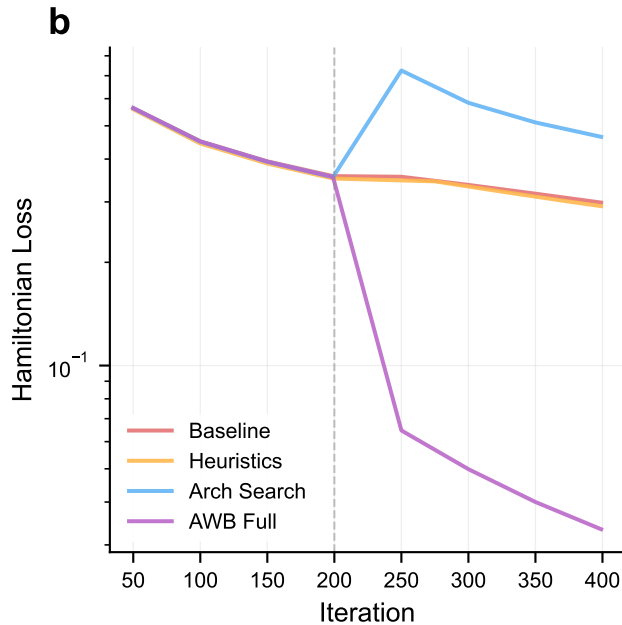 b
Hamiltonian Loss
10⁻¹
Baseline
Heuristics
Arch Search
AWB Full
50 100 150 200 250 300 350 400
Iteration